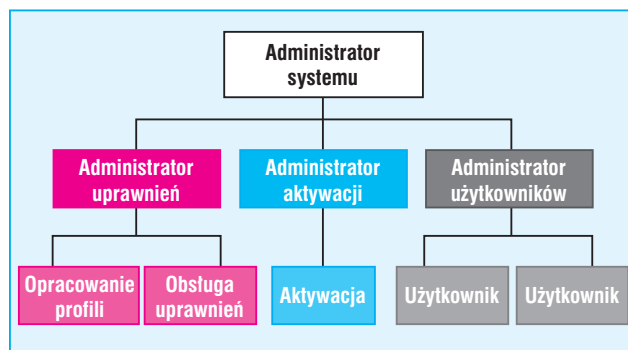 Administrator
systemu
Administrator
uprawnień
Administrator
aktywacji
Administrator
użytkowników
Opracowanie
profili
Obsługa
uprawnień
Aktywacja
Użytkownik
Użytkownik